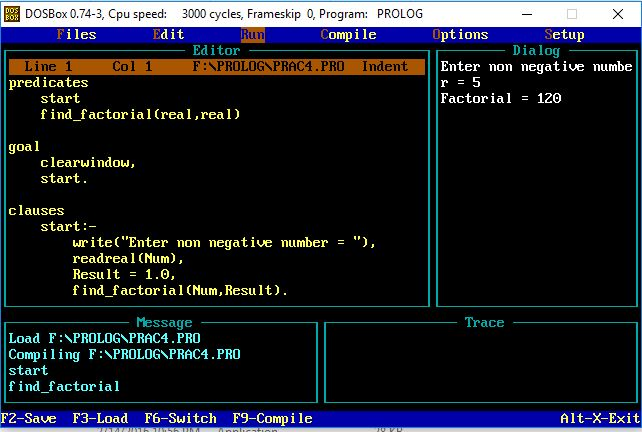 DOSBox 0.74-3, Cpu speed: 3000 cycles, Frameskip 0, Program: PROLOG
Files Edit Run Compile Options Setup
Editor
Line 1 Col 1 F:\PROLOG\PRAC4.PRO Indent
predicates
start
find_factorial(real,real)
goal
clearwindow,
start.
clauses
start:-
write("Enter non negative number = "),
readreal(Num),
Result = 1.0,
find_factorial(Num,Result).
Dialog
Enter non negative numbe
r = 5
Factorial = 120
Message
Load F:\PROLOG\PRAC4.PRO
Compiling F:\PROLOG\PRAC4.PRO
start
find_factorial
Trace
F2-Save F3-Load F6-Switch F9-Compile Alt-X-Exit